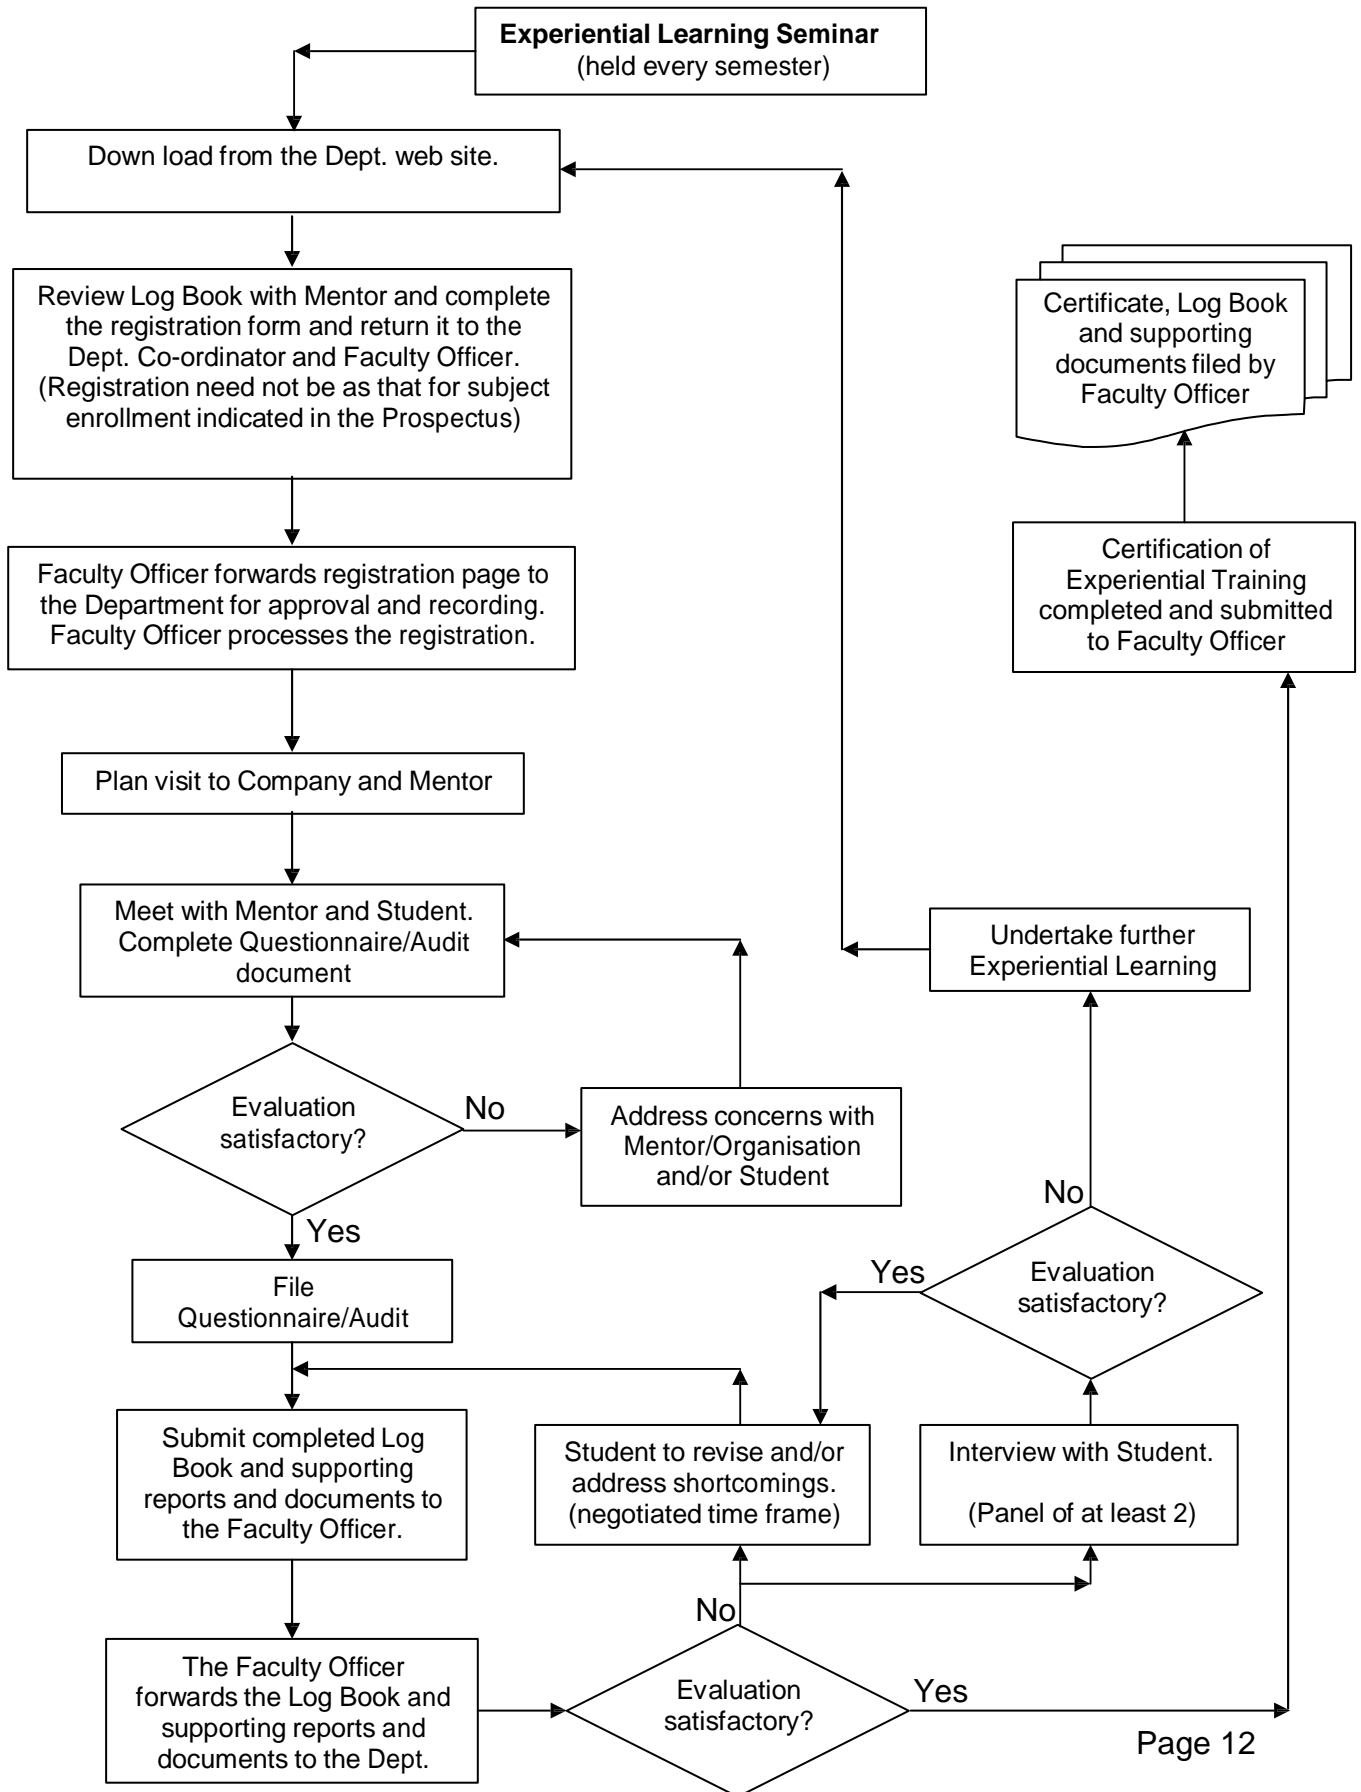 Experiential Learning Seminar
(held every semester)
Down load from the Dept. web site.
Review Log Book with Mentor and complete
the registration form and return it to the
Dept. Co-ordinator and Faculty Officer.
(Registration need not be as that for subject
enrollment indicated in the Prospectus)
Faculty Officer forwards registration page to
the Department for approval and recording.
Faculty Officer processes the registration.
Plan visit to Company and Mentor
Meet with Mentor and Student.
Complete Questionnaire/Audit
document
Evaluation
satisfactory?
No
Address concerns with
Mentor/Organisation
and/or Student
Yes
File
Questionnaire/Audit
Submit completed Log
Book and supporting
reports and documents to
the Faculty Officer.
The Faculty Officer
forwards the Log Book and
supporting reports and
documents to the Dept.
Evaluation
satisfactory?
No
Yes
Student to revise and/or
address shortcomings.
(negotiated time frame)
Interview with Student.
(Panel of at least 2)
Evaluation
satisfactory?
Yes
No
Undertake further
Experiential Learning
Certification of
Experiential Training
completed and submitted
to Faculty Officer
Certificate, Log Book
and supporting
documents filed by
Faculty Officer
Page 12